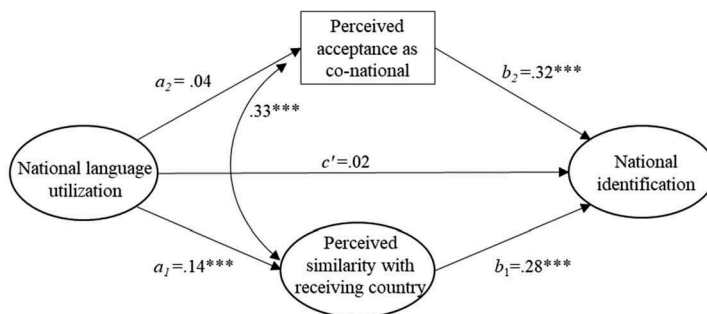 Perceived
acceptance as
co-national
a₂= .04
b₂=.32***
.33***
National language
utilization
c'=.02
National
identification
Perceived
similarity with
receiving country
a₁=.14***
b₁=.28***